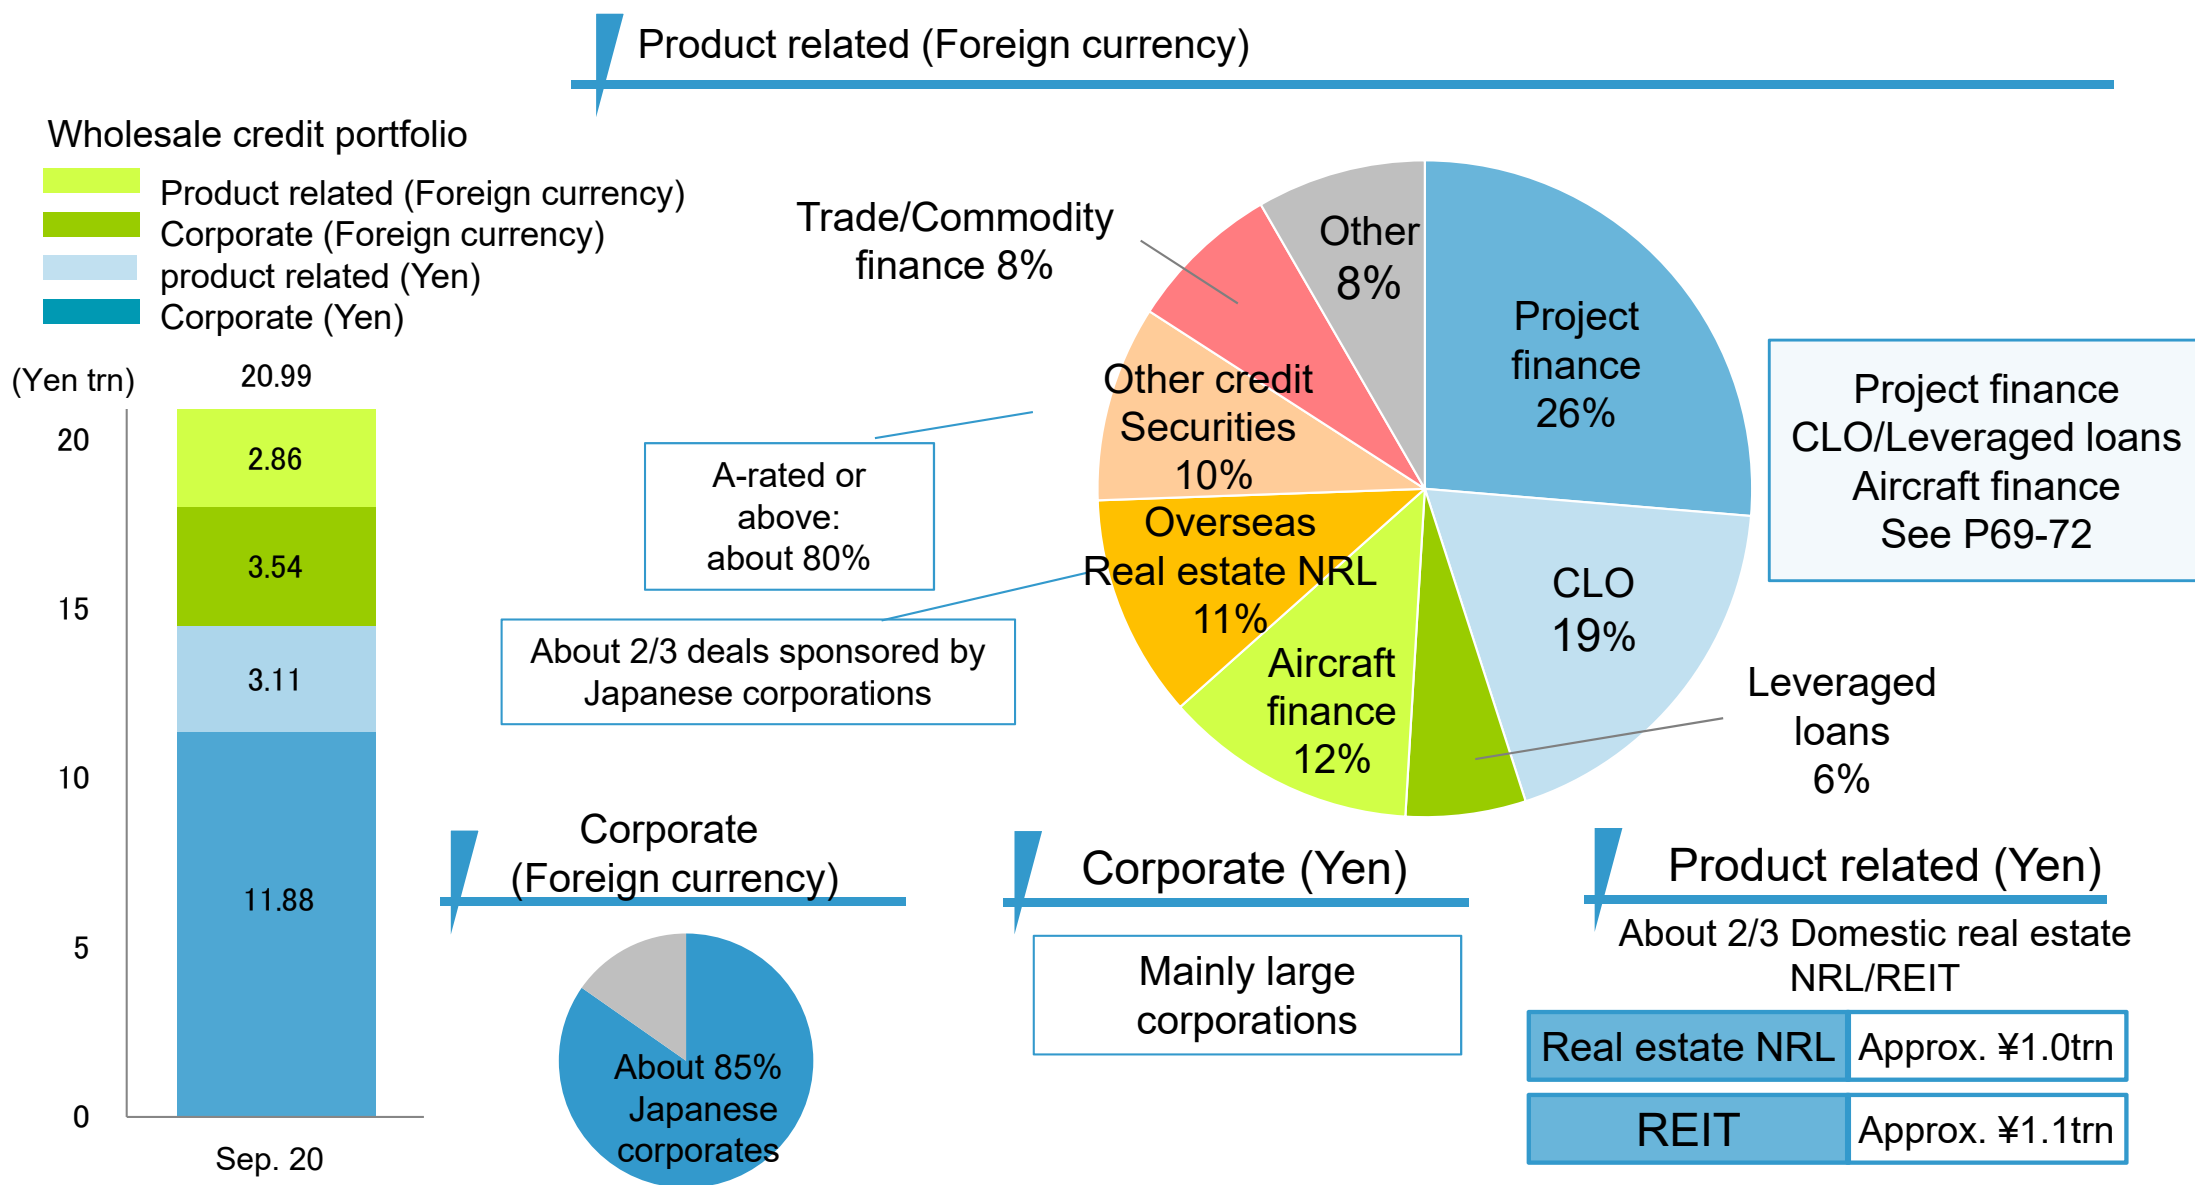 Product related (Foreign currency)
Wholesale credit portfolio
Product related (Foreign currency)
Corporate (Foreign currency)
product related (Yen)
Corporate (Yen)
(Yen trn)
20.99
20
15
10
5
0
2.86
3.54
3.11
11.88
Sep. 20
Trade/Commodity
finance 8%
Other
8%
Project
finance
26%
Other credit
Securities
10%
Overseas
Real estate NRL
11%
CLO
19%
Aircraft
finance
12%
Leveraged
loans
6%
A-rated or
above:
about 80%
About 2/3 deals sponsored by
Japanese corporations
Project finance
CLO/Leveraged loans
Aircraft finance
See P69-72
Corporate
(Foreign currency)
About 85%
Japanese
corporates
Corporate (Yen)
Mainly large
corporations
Product related (Yen)
About 2/3 Domestic real estate
NRL/REIT
Real estate NRL Approx. ¥1.0trn
REIT Approx. ¥1.1trn